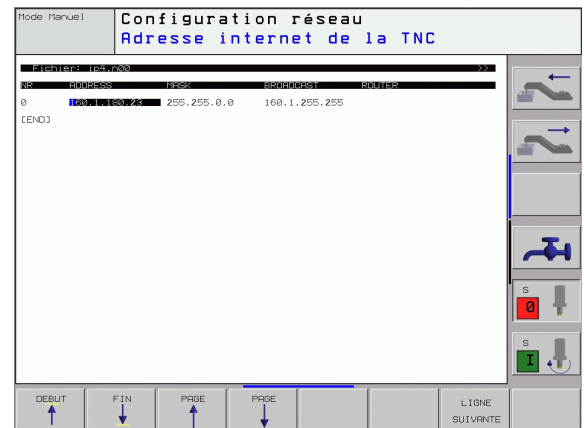 Mode Manuel
Configuration réseau
Adresse internet de la TNC
Fichier: ip4.n00 >>
NR ADDRESS MASK BROADCAST ROUTER
0 160.1.180.23 255.255.0.0 160.1.255.255
[END]
S
0
S
I
DEBUT FIN PAGE PAGE LIGNE SUIVANTE